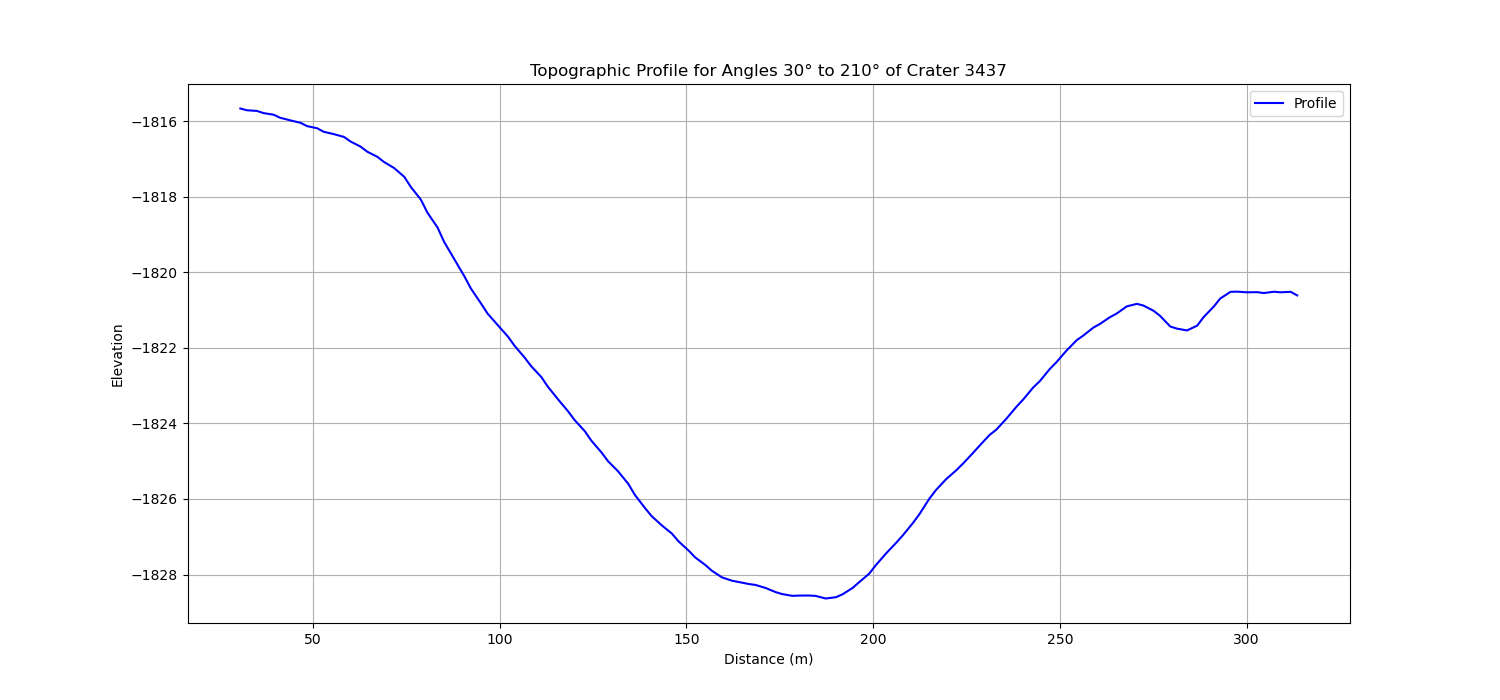 Topographic Profile for Angles 30° to 210° of Crater 3437
Profile
−1816
−1818
−1820
−1822
−1824
−1826
−1828
Elevation
50 100 150 200 250 300
Distance (m)